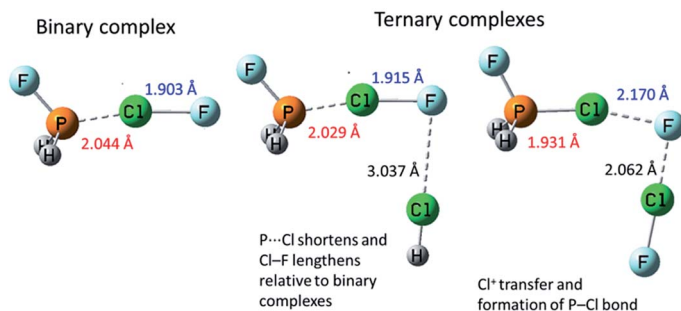 Binary complex
Ternary complexes
F
1.903 Å
P
Cl
F
H
H
2.044 Å
F
1.915 Å
P
Cl
F
H
H
2.029 Å
3.037 Å
Cl
H
P···Cl shortens and
Cl–F lengthens
relative to binary
complexes
F
2.170 Å
P
Cl
F
H
H
1.931 Å
2.062 Å
Cl
F
Cl⁺ transfer and
formation of P–Cl bond